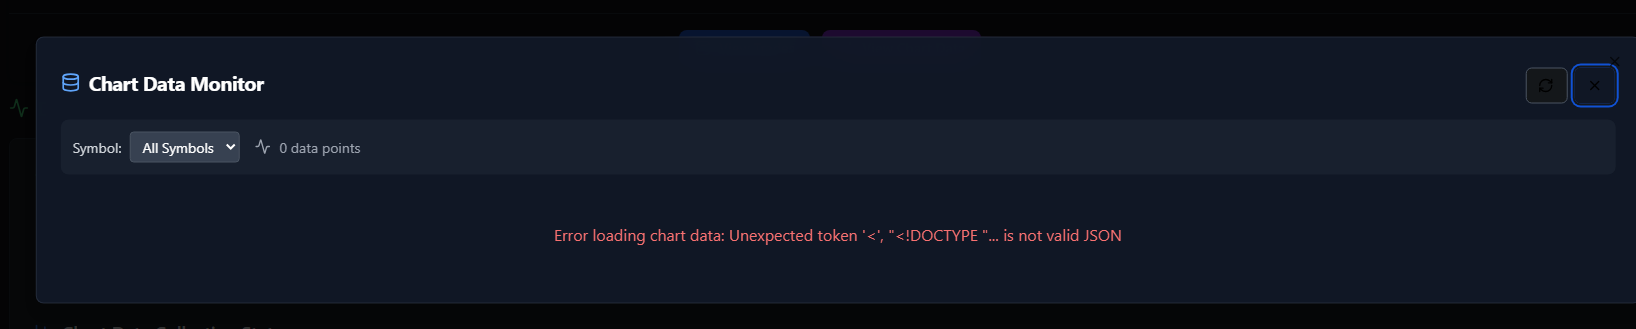 Chart Data Monitor
Symbol: All Symbols 0 data points
Error loading chart data: Unexpected token '<', "<!DOCTYPE "... is not valid JSON